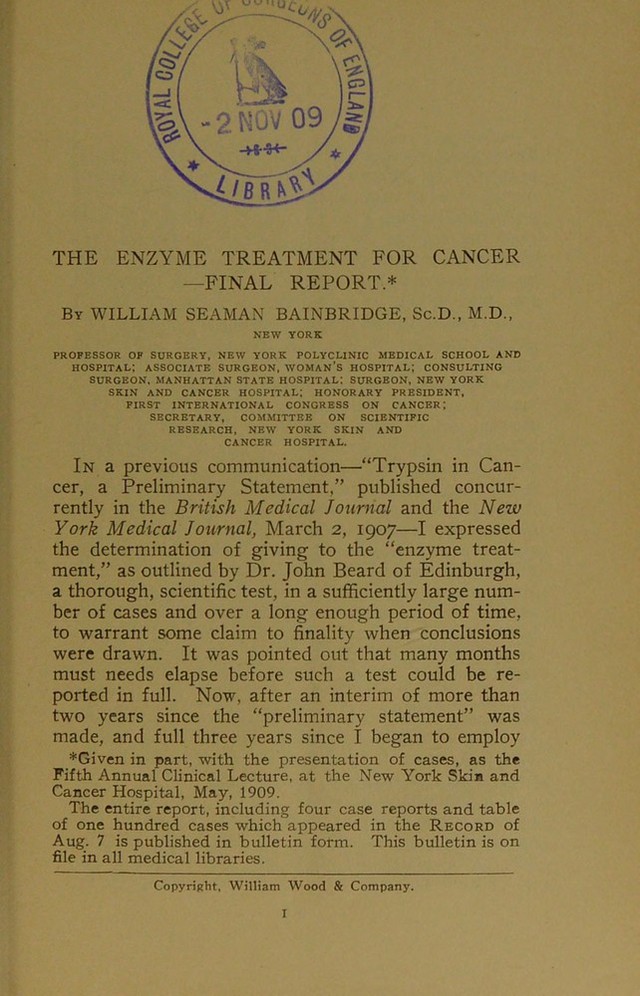 ROYAL COLLEGE OF SURGEONS OF ENGLAND
-2 NOV 09
* LIBRARY *
THE ENZYME TREATMENT FOR CANCER
—FINAL REPORT.*
By WILLIAM SEAMAN BAINBRIDGE, Sc.D., M.D.,
NEW YORK
PROFESSOR OF SURGERY, NEW YORK POLYCLINIC MEDICAL SCHOOL AND
HOSPITAL; ASSOCIATE SURGEON, WOMAN'S HOSPITAL; CONSULTING
SURGEON, MANHATTAN STATE HOSPITAL: SURGEON, NEW YORK
SKIN AND CANCER HOSPITAL; HONORARY PRESIDENT,
FIRST INTERNATIONAL CONGRESS ON CANCER;
SECRETARY, COMMITTEE ON SCIENTIFIC
RESEARCH, NEW YORK SKIN AND
CANCER HOSPITAL.
In a previous communication—“Trypsin in Can-
cer, a Preliminary Statement,” published concur-
rently in the British Medical Journal and the New
York Medical Journal, March 2, 1907—I expressed
the determination of giving to the “enzyme treat-
ment,” as outlined by Dr. John Beard of Edinburgh,
a thorough, scientific test, in a sufficiently large num-
ber of cases and over a long enough period of time,
to warrant some claim to finality when conclusions
were drawn. It was pointed out that many months
must needs elapse before such a test could be re-
ported in full. Now, after an interim of more than
two years since the “preliminary statement” was
made, and full three years since I began to employ
*Given in part, with the presentation of cases, as the
Fifth Annual Clinical Lecture, at the New York Skin and
Cancer Hospital, May, 1909.
The entire report, including four case reports and table
of one hundred cases which appeared in the Record of
Aug. 7 is published in bulletin form. This bulletin is on
file in all medical libraries.
Copyright, William Wood & Company.
1